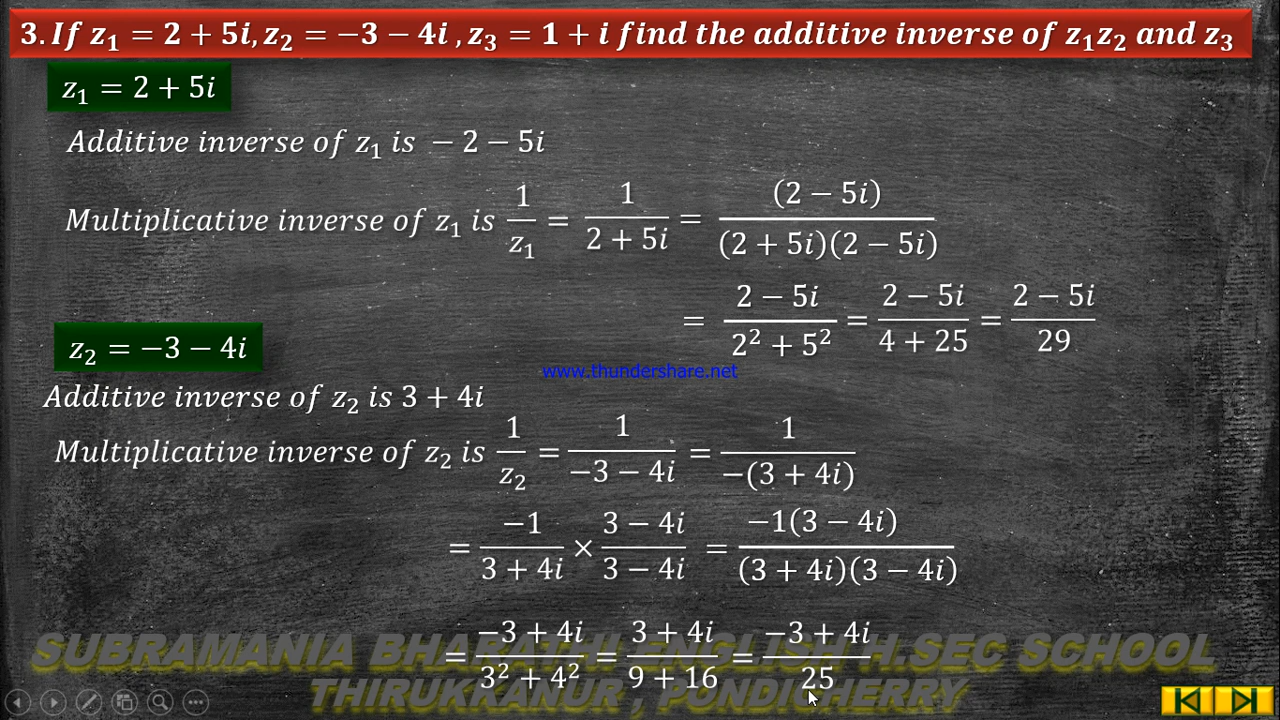 3. If z₁ = 2 + 5i, z₂ = −3 − 4i , z₃ = 1 + i find the additive inverse of z₁z₂ and z₃
z₁ = 2 + 5i
Additive inverse of z₁ is − 2 − 5i
Multiplicative inverse of z₁ is 1/z₁ = 1/(2 + 5i) = (2 − 5i)/((2 + 5i)(2 − 5i))
= (2 − 5i)/(2² + 5²) = (2 − 5i)/(4 + 25) = (2 − 5i)/29
z₂ = −3 − 4i
www.thundershare.net
Additive inverse of z₂ is 3 + 4i
Multiplicative inverse of z₂ is 1/z₂ = 1/(−3 − 4i) = 1/(−(3 + 4i))
= −1/(3 + 4i) × (3 − 4i)/(3 − 4i) = −1(3 − 4i)/((3 + 4i)(3 − 4i))
= (−3 + 4i)/(3² + 4²) = (3 + 4i)/(9 + 16) = (−3 + 4i)/25
SUBRAMANIA BHARATHI ENGLISH H.SEC SCHOOL
THIRUKKANUR , PONDICHERRY